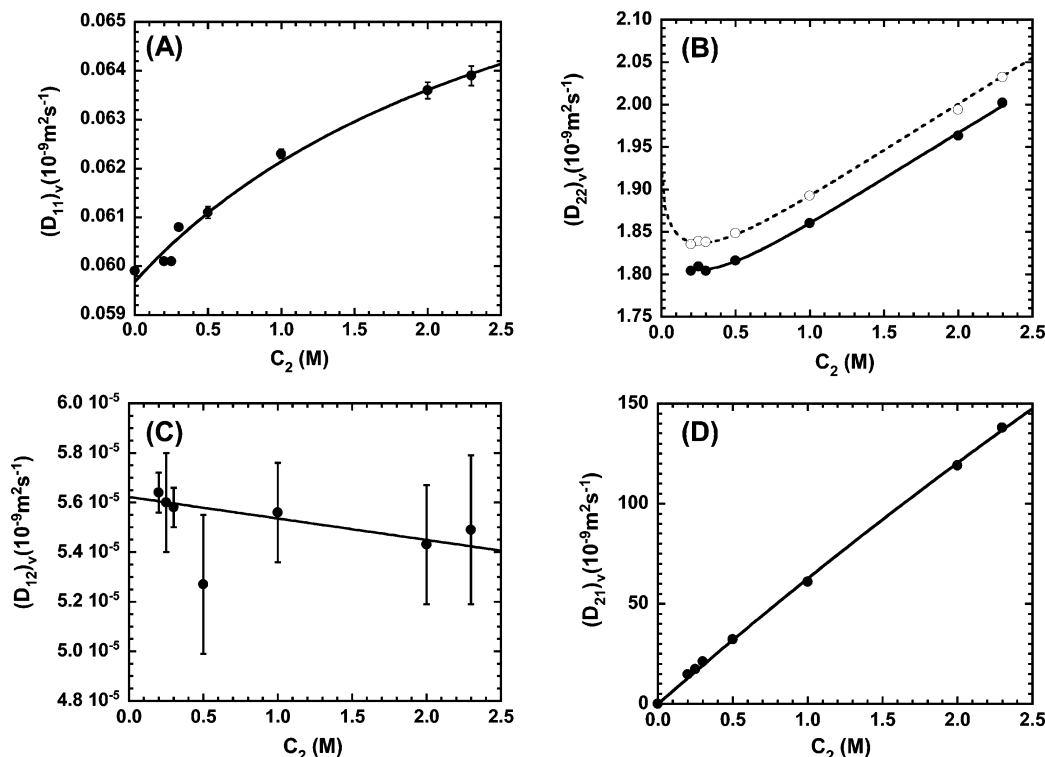 (A)
(D11)v(10-9m2s-1)
0.065
0.064
0.063
0.062
0.061
0.060
0.059
0.0 0.5 1.0 1.5 2.0 2.5
C2 (M)
(B)
(D22)v(10-9m2s-1)
2.10
2.05
2.00
1.95
1.90
1.85
1.80
1.75
0.0 0.5 1.0 1.5 2.0 2.5
C2 (M)
(C)
(D12)v(10-9m2s-1)
6.0 10-5
5.8 10-5
5.6 10-5
5.4 10-5
5.2 10-5
5.0 10-5
4.8 10-5
0.0 0.5 1.0 1.5 2.0 2.5
C2 (M)
(D)
(D21)v(10-9m2s-1)
150
100
50
0
0.0 0.5 1.0 1.5 2.0 2.5
C2 (M)